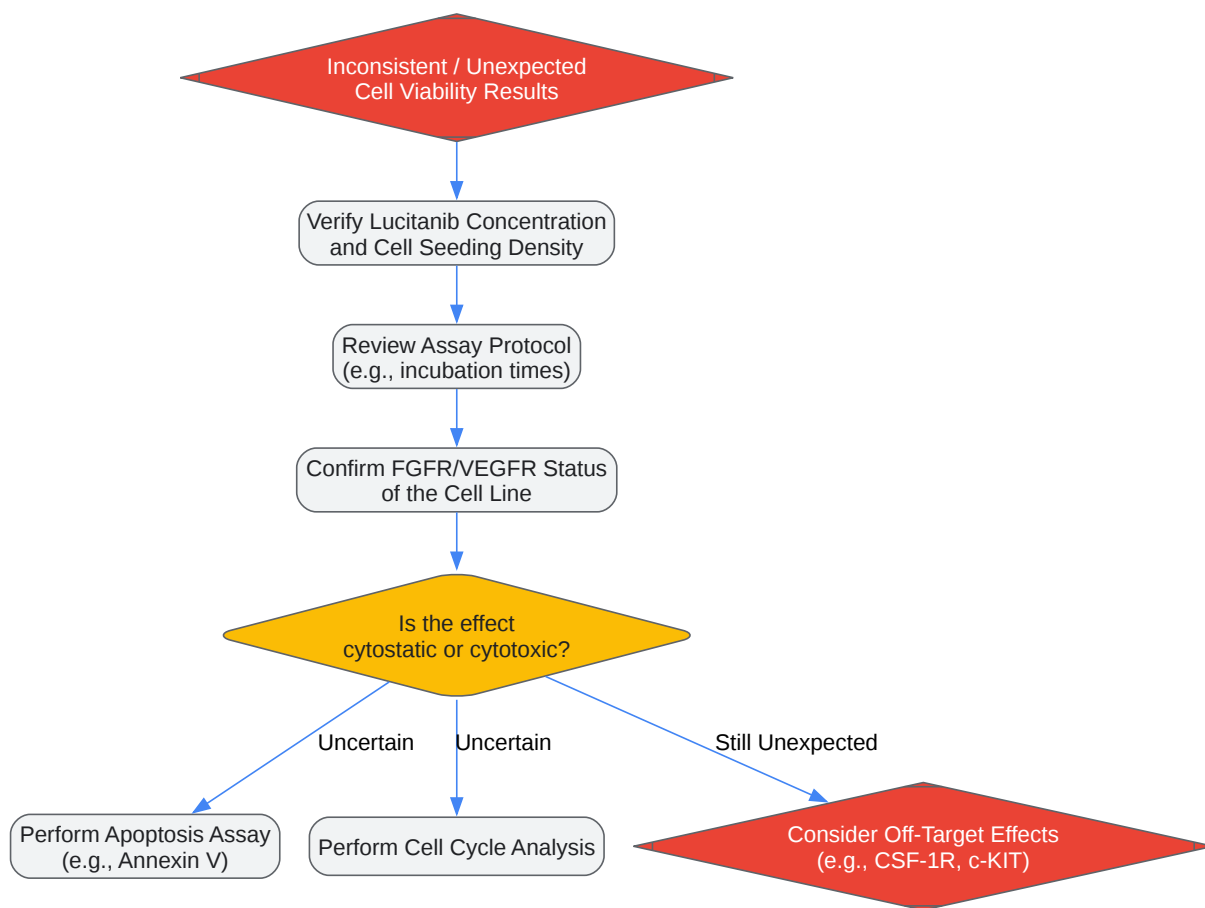 Inconsistent / Unexpected
Cell Viability Results
Verify Lucitanib Concentration
and Cell Seeding Density
Review Assay Protocol
(e.g., incubation times)
Confirm FGFR/VEGFR Status
of the Cell Line
Is the effect
cytostatic or cytotoxic?
Uncertain
Uncertain
Still Unexpected
Perform Apoptosis Assay
(e.g., Annexin V)
Perform Cell Cycle Analysis
Consider Off-Target Effects
(e.g., CSF-1R, c-KIT)